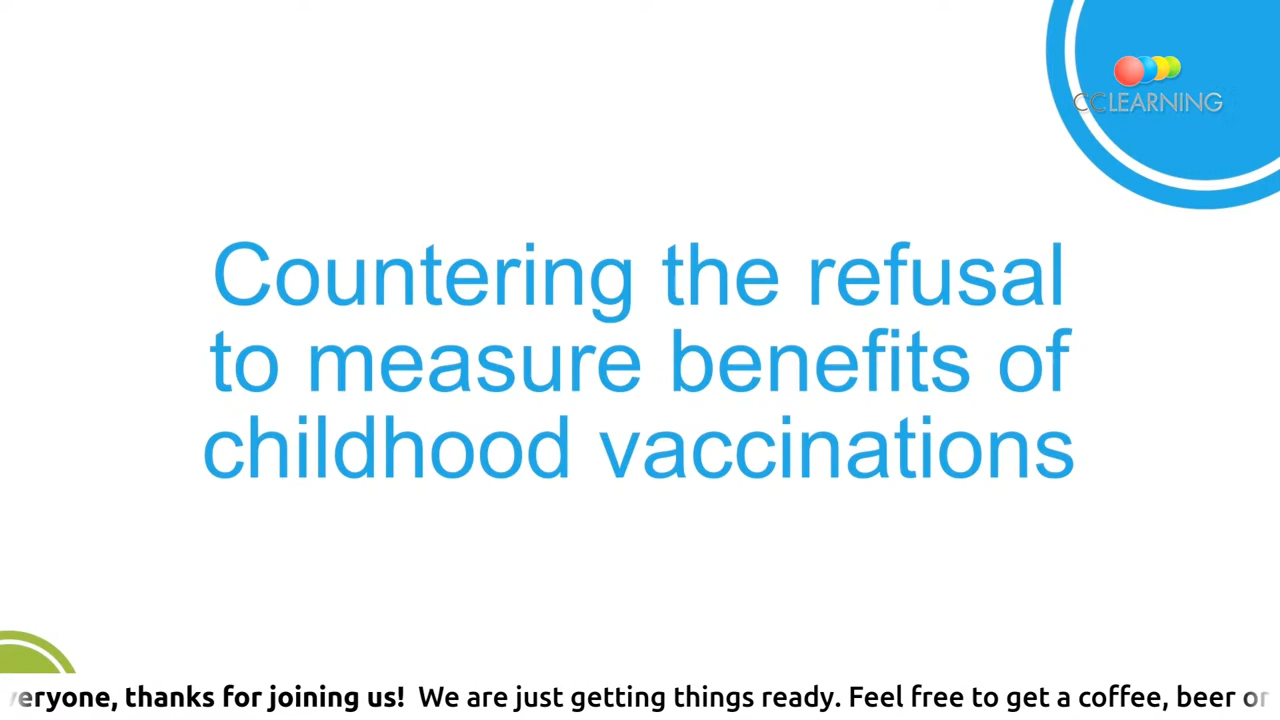 CCLEARNING
Countering the refusal
to measure benefits of
childhood vaccinations
veryone, thanks for joining us! We are just getting things ready. Feel free to get a coffee, beer or